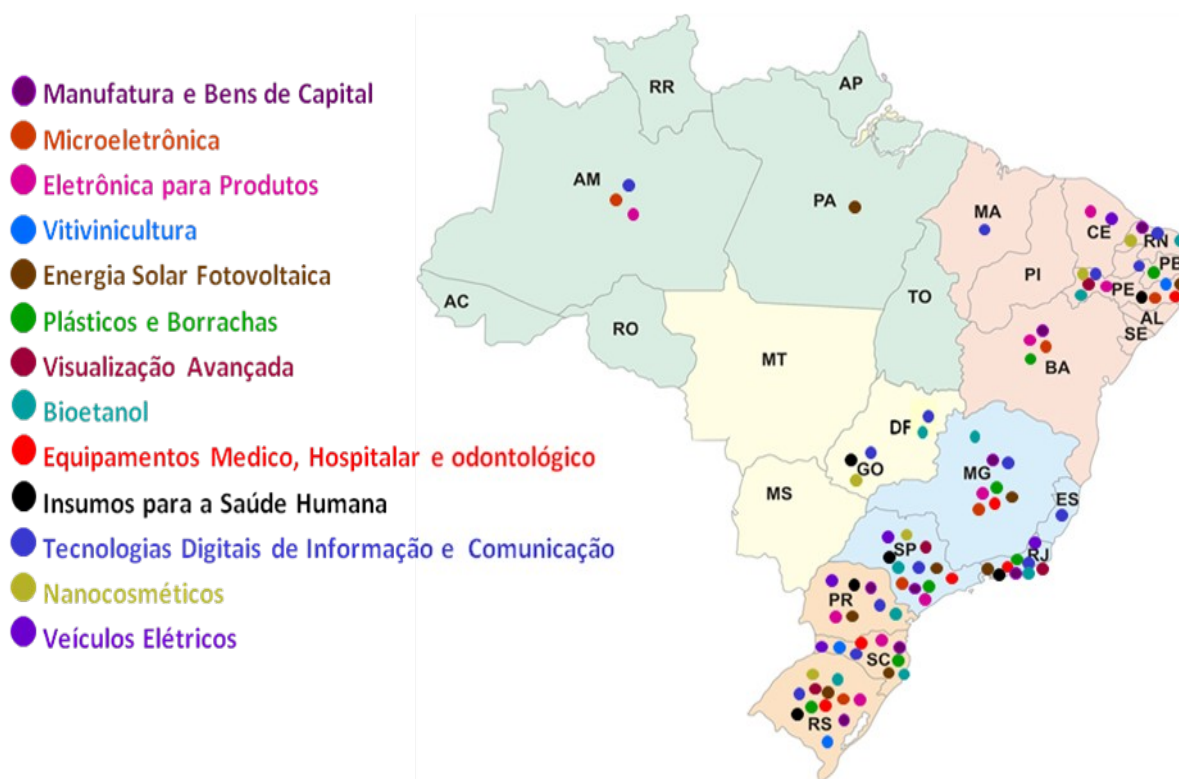 Manufatura e Bens de Capital
Microeletrônica
Eletrônica para Produtos
Vitivinicultura
Energia Solar Fotovoltaica
Plásticos e Borrachas
Visualização Avançada
Bioetanol
Equipamentos Medico, Hospitalar e odontológico
Insumos para a Saúde Humana
Tecnologias Digitais de Informação e Comunicação
Nanocosméticos
Veículos Elétricos
RR
AP
AM
PA
MA
CE
RN
PB
PI
PE
AC
TO
AL
RO
SE
MT
BA
DF
GO
MG
MS
ES
SP
RJ
PR
SC
RS